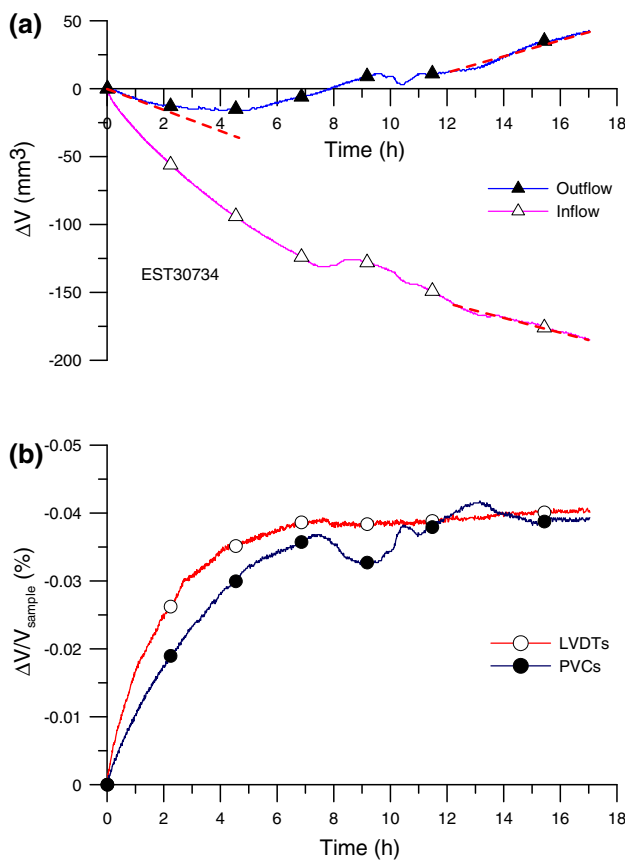 (a)
50
0
-50
-100
-150
-200
ΔV (mm³)
0 2 4 6 8 10 12 14 16 18
Time (h)
Outflow
Inflow
EST30734
(b)
-0.05
-0.04
-0.03
-0.02
-0.01
0
ΔV/V_sample (%)
LVDTs
PVCs
0 2 4 6 8 10 12 14 16 18
Time (h)